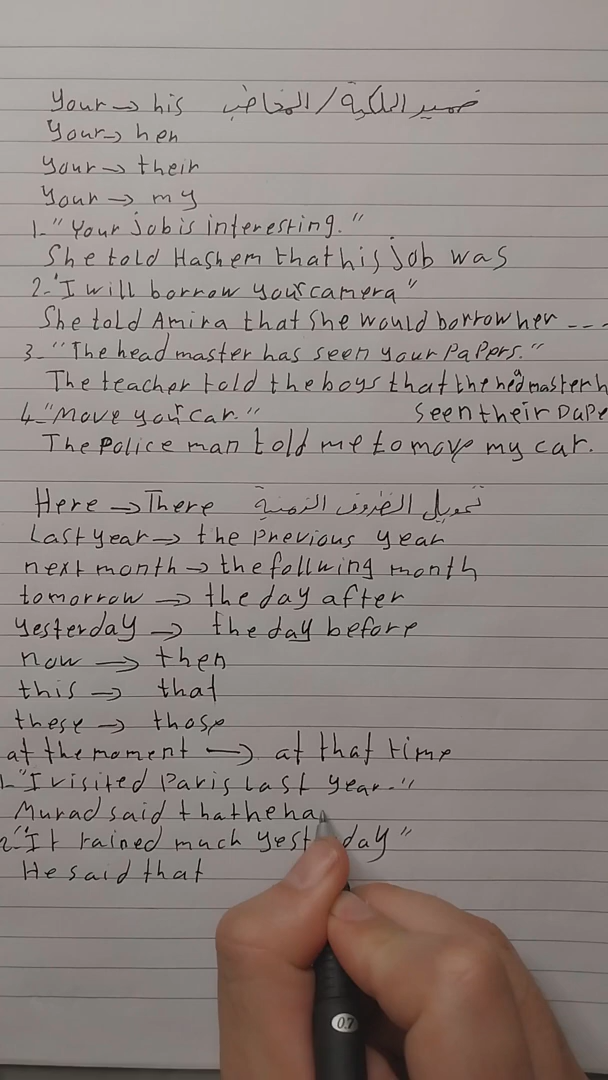 Your → his ضمير الملكية / المخاطب
Your → her
your → their
Your → my
1- "Your job is interesting."
She told Hashem that his job was
2- "I will borrow your camera"
She told Amira that she would borrow her ---
3- "The head master has seen your Papers."
The teacher told the boys that the head master h
seen their pape
4- "Move your car."
The Police man told me to move my car.
Here → There تحويل الظروف الزمنية
Last year → the previous year
next month → the follwing month
tomorrow → the day after
yesterday → the day before
now → then
this → that
these → those
at the moment → at that time
1- "I visited Paris Last year."
Murad said that he ha
2- "It rained much yesterday"
He said that
0.7